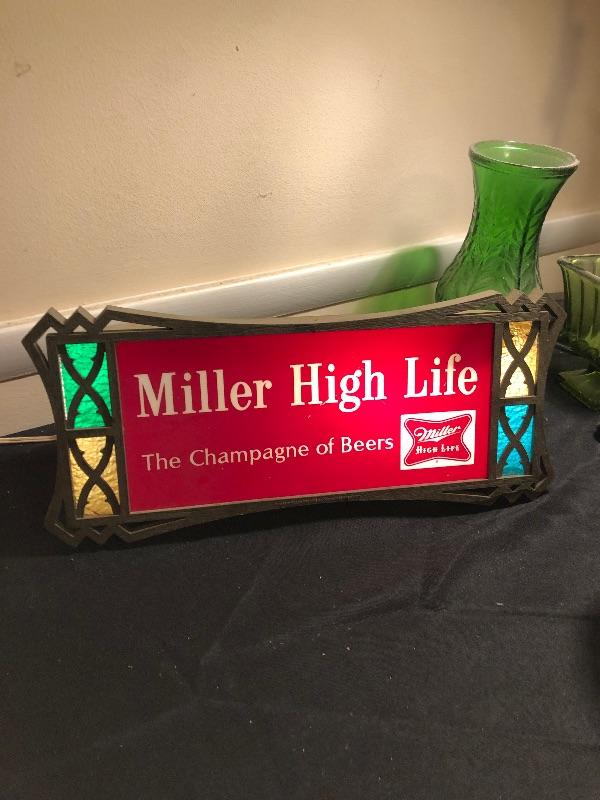 Miller High Life
The Champagne of Beers
Miller
HIGH LIFE